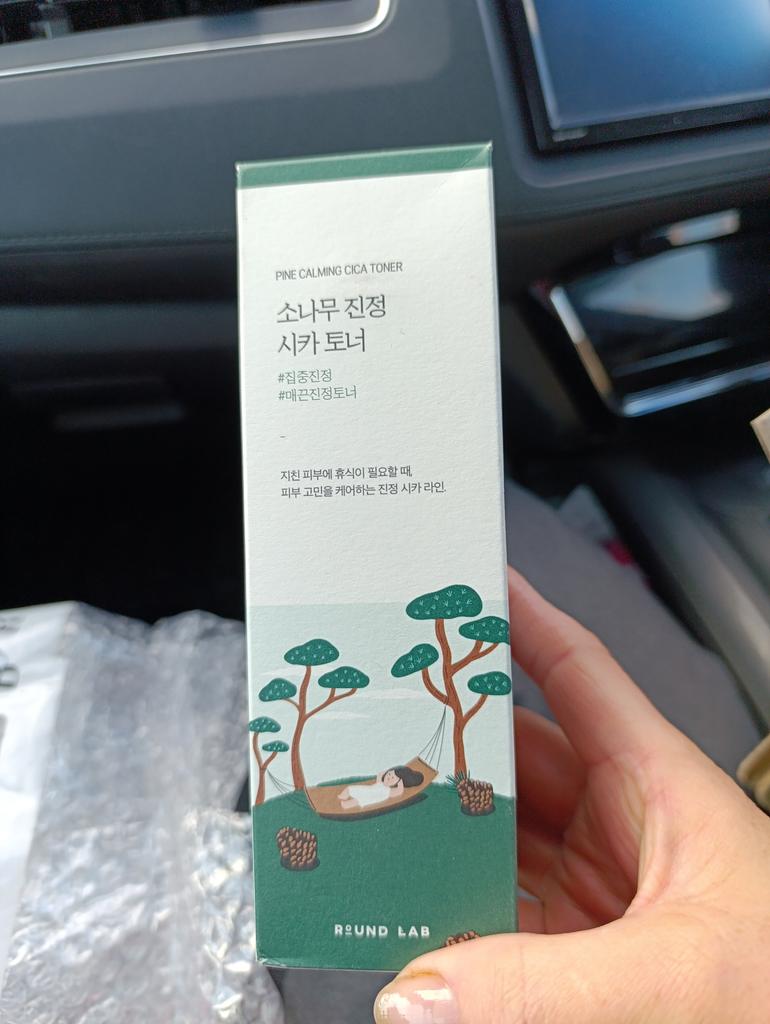 PINE CALMING CICA TONER
소나무 진정
시카 토너
#집중진정
#매끈진정토너
–
지친 피부에 휴식이 필요할 때,
피부 고민을 케어하는 진정 시카 라인.
ROUND LAB